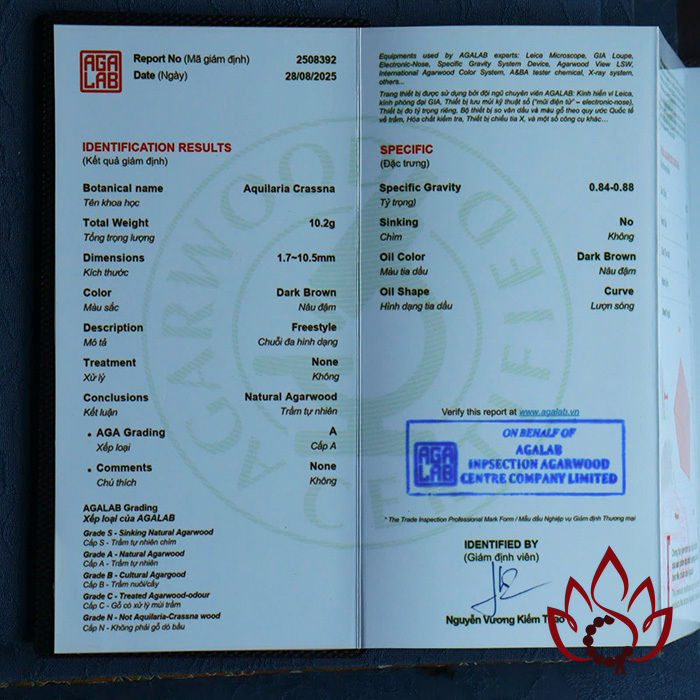 AGA
LAB
Report No (Mã giám định) 2508392
Date (Ngày) 28/08/2025
IDENTIFICATION RESULTS
(Kết quả giám định)
Botanical name Aquilaria Crassna
Tên khoa học
Total Weight 10.2g
Tổng trọng lượng
Dimensions 1.7~10.5mm
Kích thước
Color Dark Brown
Màu sắc Nâu đậm
Description Freestyle
Mô tả Chuỗi đa hình dạng
Treatment None
Xử lý Không
Conclusions Natural Agarwood
Kết luận Trầm tự nhiên
• AGA Grading A
Xếp loại Cấp A
• Comments None
Chú thích Không
AGALAB Grading
Xếp loại của AGALAB
Grade S - Sinking Natural Agarwood
Cấp S - Trầm tự nhiên chìm
Grade A - Natural Agarwood
Cấp A - Trầm tự nhiên
Grade B - Cultural Agargood
Cấp B - Trầm nuôi/cấy
Grade C - Treated Agarwood-odour
Cấp C - Gỗ có xử lý mùi trầm
Grade N - Not Aquilaria-Crassna wood
Cấp N - Không phải gỗ dó bầu
Equipments used by AGALAB experts: Leica Microscope, GIA Loupe,
Electronic-Nose, Specific Gravity System Device, Agarwood View LSW,
International Agarwood Color System, A&BA tester chemical, X-ray system,
others...
Trang thiết bị được sử dụng bởi đội ngũ chuyên viên AGALAB: Kính hiển vi Leica,
kính phóng đại GIA, Thiết bị lưu mùi kỹ thuật số "mũi điện tử" – electronic-nose),
Thiết bị đo tỷ trọng riêng, Bộ thiết bị so vân dầu và màu gỗ theo quy ước Quốc tế
về trầm, Hóa chất kiểm tra, Thiết bị chiếu tia X, và một số công cụ khác…
SPECIFIC
(Đặc trưng)
Specific Gravity 0.84-0.88
Tỷ trọng)
Sinking No
Chìm Không
Oil Color Dark Brown
Màu tia dầu Nâu đậm
Oil Shape Curve
Hình dạng tia dầu Lượn sóng
Verify this report at www.agalab.vn
AGA
LAB
ON BEHALF OF
AGALAB
INPSECTION AGARWOOD
CENTRE COMPANY LIMITED
* The Trade Inspection Professional Mark Form / Mẫu dấu Nghiệp vụ Giám định Thương mại
IDENTIFIED BY
(Giám định viên)
Nguyễn Vương Kiếm
AGARWOOD
CERTIFIED